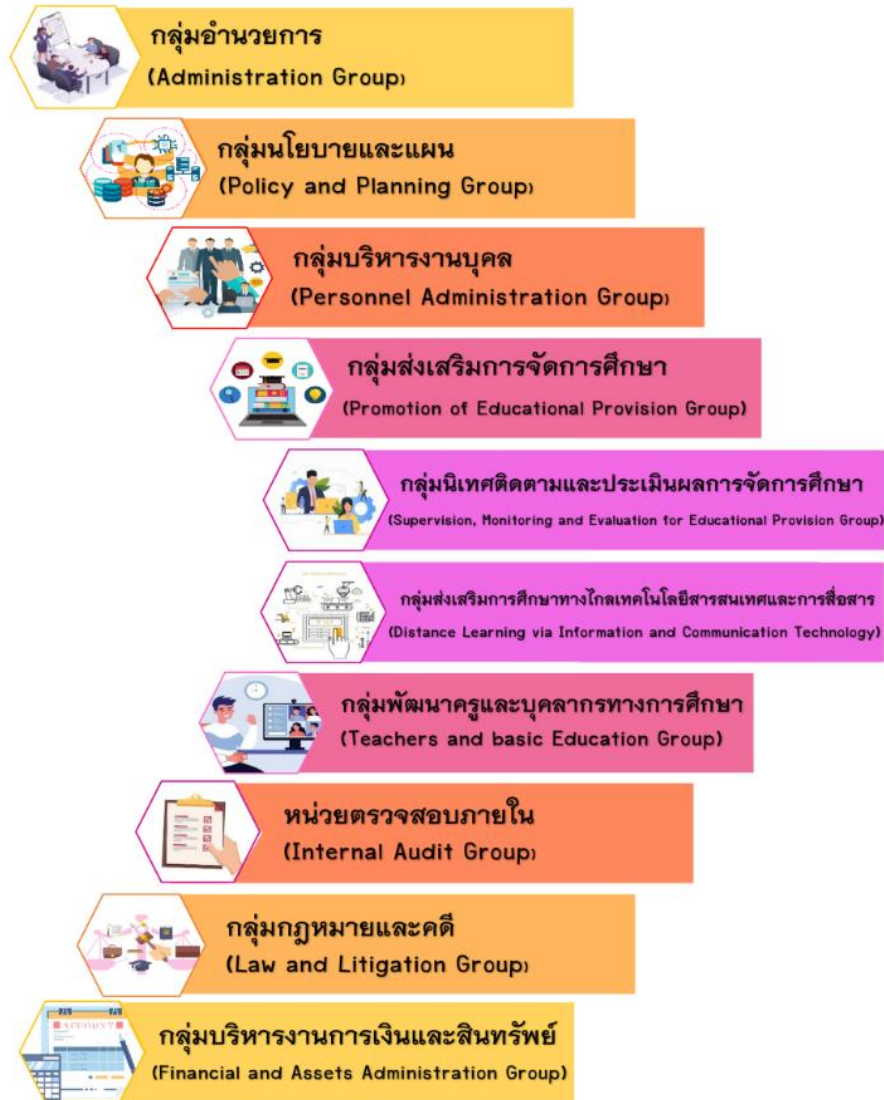 กลุ่มอำนวยการ
(Administration Group)
กลุ่มนโยบายและแผน
(Policy and Planning Group)
กลุ่มบริหารงานบุคล
(Personnel Administration Group)
กลุ่มส่งเสริมการจัดการศึกษา
(Promotion of Educational Provision Group)
กลุ่มนิเทศติดตามและประเมินผลการจัดการศึกษา
(Supervision, Monitoring and Evaluation for Educational Provision Group)
กลุ่มส่งเสริมการศึกษาทางไกลเทคโนโลยีสารสนเทศและการสื่อสาร
(Distance Learning via Information and Communication Technology)
กลุ่มพัฒนาครูและบุคลากรทางการศึกษา
(Teachers and basic Education Group)
หน่วยตรวจสอบภายใน
(Internal Audit Group)
กลุ่มกฎหมายและคดี
(Law and Litigation Group)
ACCOUNT
กลุ่มบริหารงานการเงินและสินทรัพย์
(Financial and Assets Administration Group)